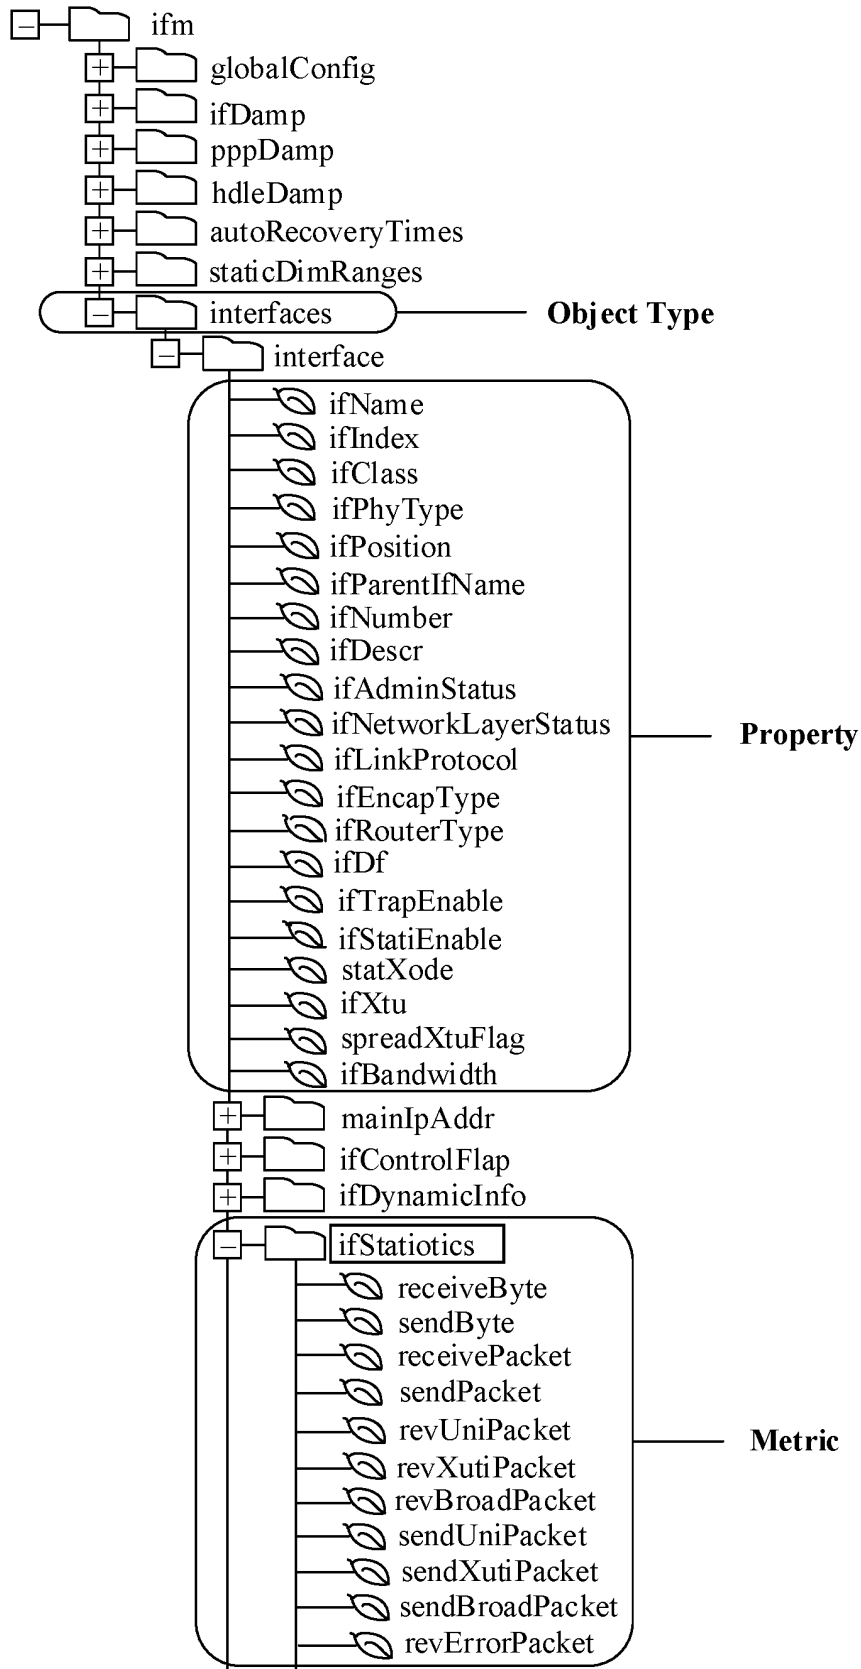 ifm
globalConfig
ifDamp
pppDamp
hdleDamp
autoRecoveryTimes
staticDimRanges
interfaces
Object Type
interface
ifName
ifIndex
ifClass
ifPhyType
ifPosition
ifParentIfName
ifNumber
ifDescr
ifAdminStatus
ifNetworkLayerStatus
Property
ifLinkProtocol
ifEncapType
ifRouterType
ifDf
ifTrapEnable
ifStatiEnable
statXode
ifXtu
spreadXtuFlag
ifBandwidth
mainIpAddr
ifControlFlap
ifDynamicInfo
ifStatiotics
receiveByte
sendByte
receivePacket
sendPacket
revUniPacket
Metric
revXutiPacket
revBroadPacket
sendUniPacket
sendXutiPacket
sendBroadPacket
revErrorPacket